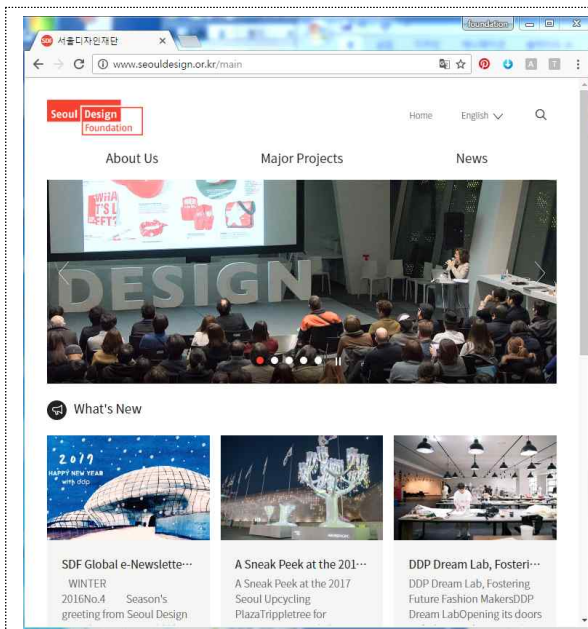 foundation
서울디자인재단
www.seouldesign.or.kr/main
Seoul Design
Foundation
Home
English
About Us
Major Projects
News
WHAT'S LEFT?
DESIGN
What's New
2017
HAPPY NEW YEAR
with ddp
SDF Global e-Newslette···
WINTER
2016No.4 Season's
greeting from Seoul Design
A Sneak Peek at the 201···
A Sneak Peek at the 2017
Seoul Upcycling
PlazaTrippletree for
DDP Dream Lab, Fosteri···
DDP Dream Lab, Fostering
Future Fashion MakersDDP
Dream LabOpening its doors